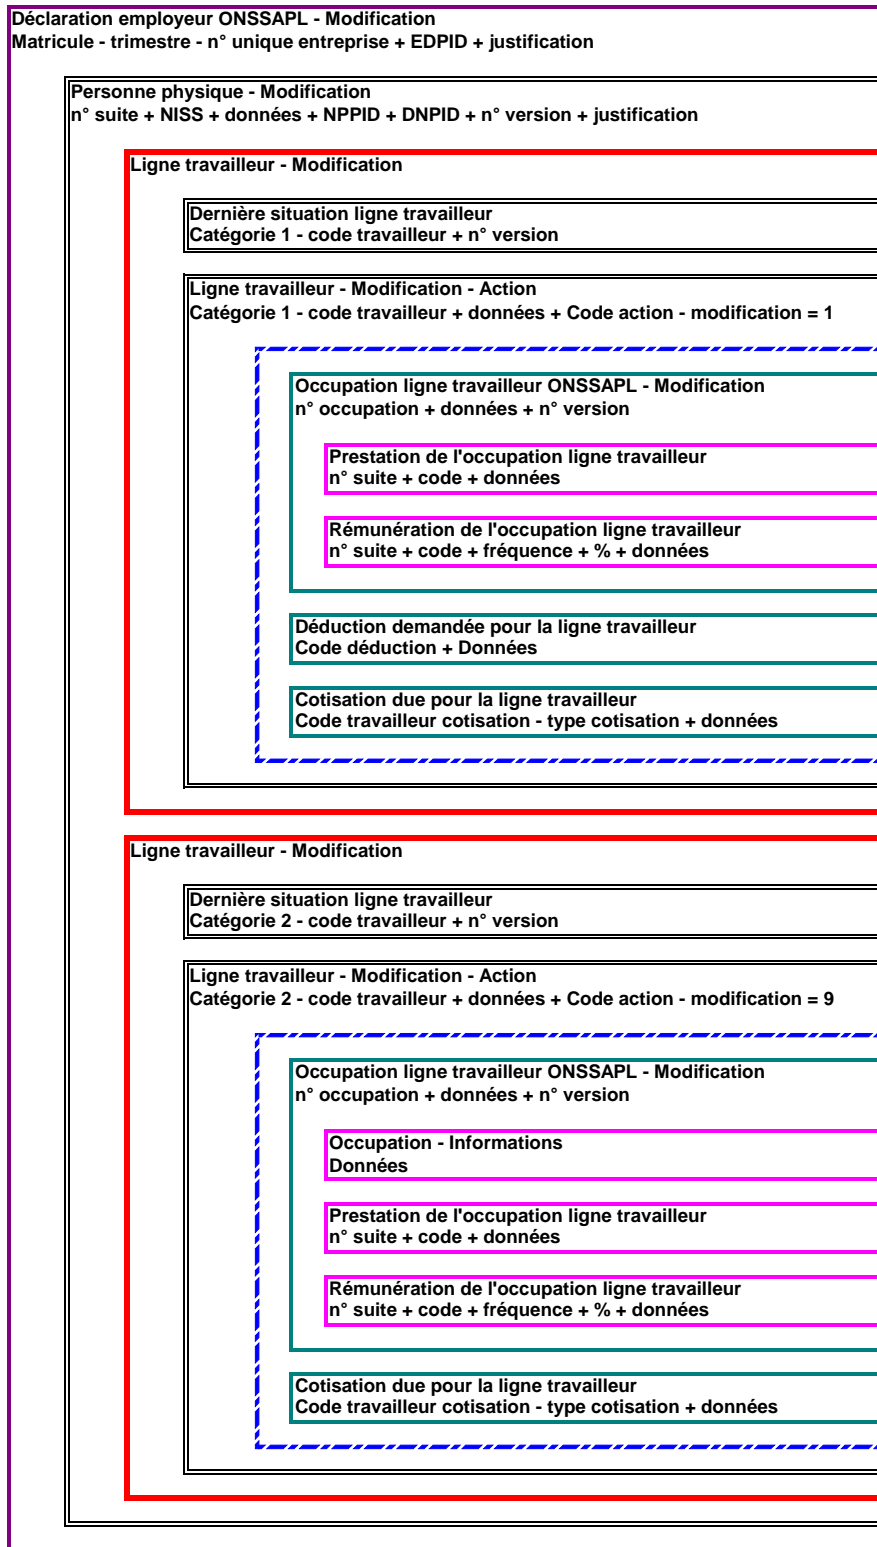 Déclaration employeur ONSSAPL - Modification
Matricule - trimestre - n° unique entreprise + EDPID + justification
Personne physique - Modification
n° suite + NISS + données + NPPID + DNPID + n° version + justification
Ligne travailleur - Modification
Dernière situation ligne travailleur
Catégorie 1 - code travailleur + n° version
Ligne travailleur - Modification - Action
Catégorie 1 - code travailleur + données + Code action - modification = 1
Occupation ligne travailleur ONSSAPL - Modification
n° occupation + données + n° version
Prestation de l'occupation ligne travailleur
n° suite + code + données
Rémunération de l'occupation ligne travailleur
n° suite + code + fréquence + % + données
Déduction demandée pour la ligne travailleur
Code déduction + Données
Cotisation due pour la ligne travailleur
Code travailleur cotisation - type cotisation + données
Ligne travailleur - Modification
Dernière situation ligne travailleur
Catégorie 2 - code travailleur + n° version
Ligne travailleur - Modification - Action
Catégorie 2 - code travailleur + données + Code action - modification = 9
Occupation ligne travailleur ONSSAPL - Modification
n° occupation + données + n° version
Occupation - Informations
Données
Prestation de l'occupation ligne travailleur
n° suite + code + données
Rémunération de l'occupation ligne travailleur
n° suite + code + fréquence + % + données
Cotisation due pour la ligne travailleur
Code travailleur cotisation - type cotisation + données